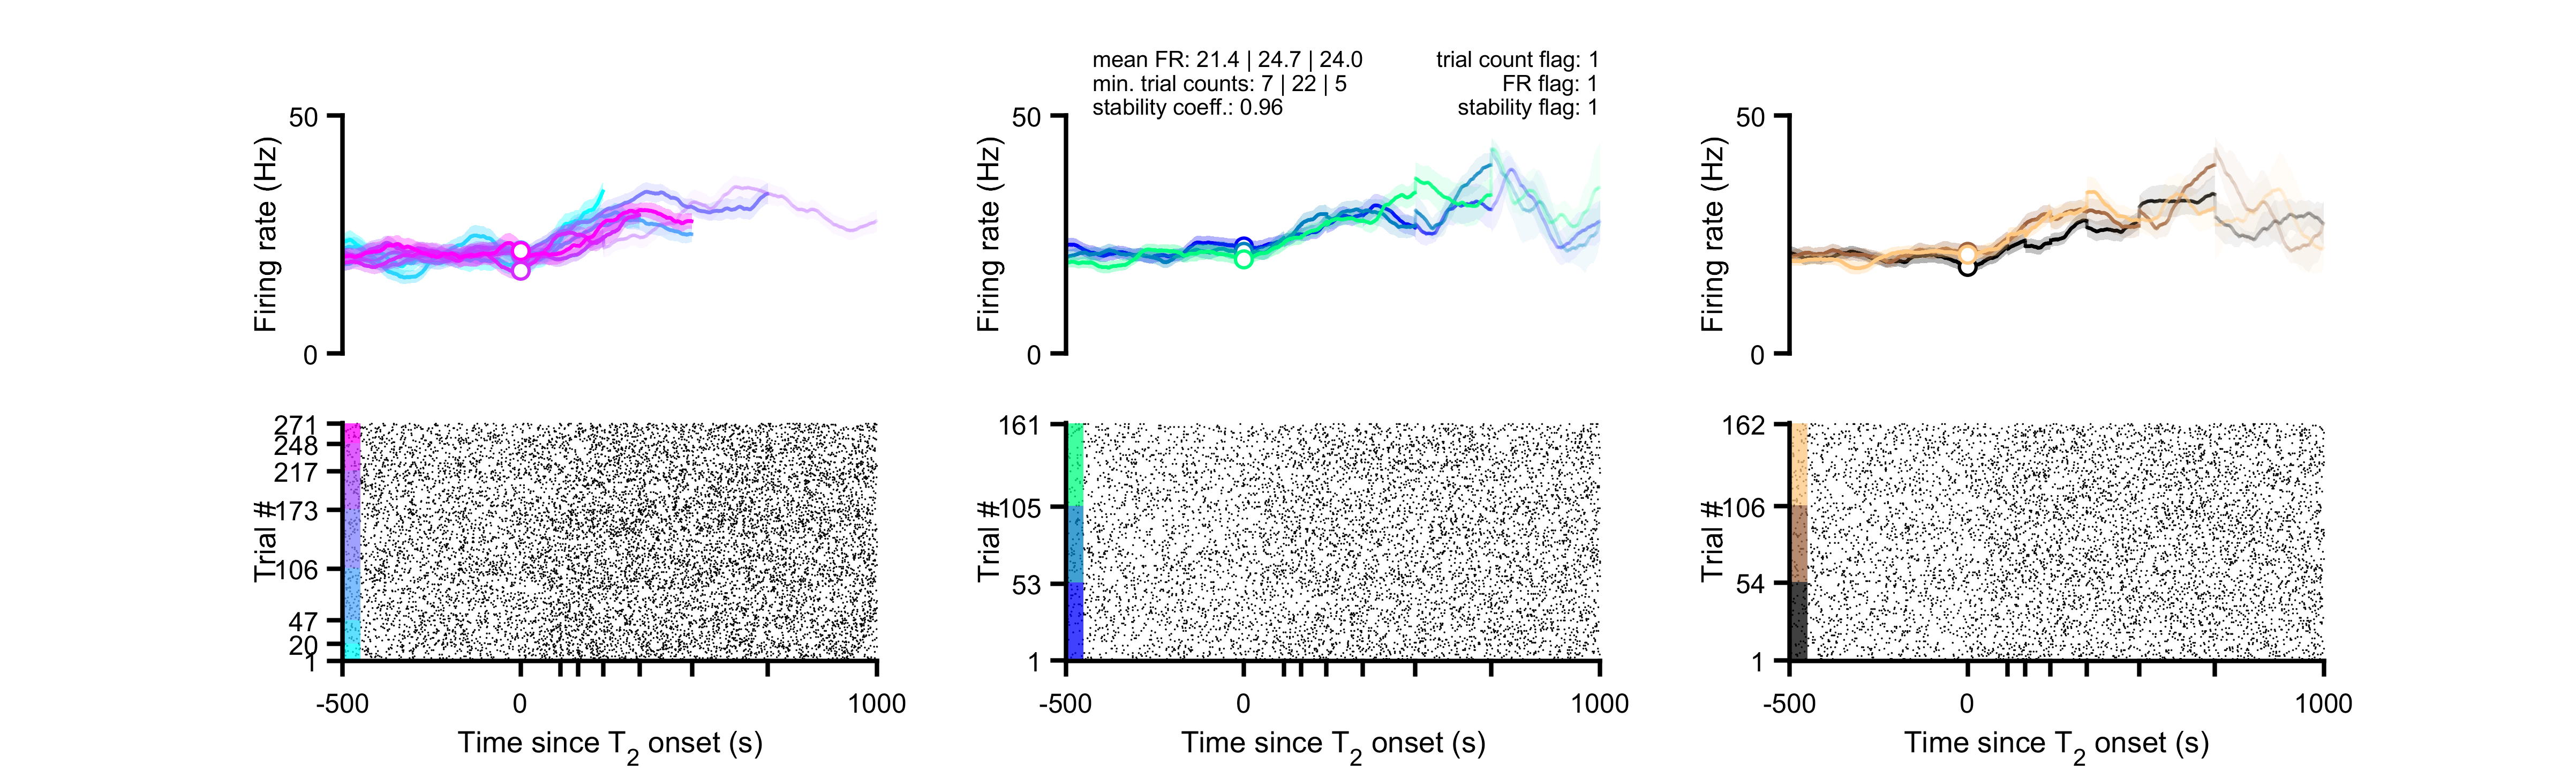 mean FR: 21.4 | 24.7 | 24.0
trial count flag: 1
min. trial counts: 7 | 22 | 5
FR flag: 1
stability coeff.: 0.96
stability flag: 1
50
Firing rate (Hz)
0
50
Firing rate (Hz)
0
50
Firing rate (Hz)
0
271
248
217
173
106
47
20
1
Trial #
-500
0
1000
Time since T2 onset (s)
161
105
53
1
Trial #
-500
0
1000
Time since T2 onset (s)
162
106
54
1
Trial #
-500
0
1000
Time since T2 onset (s)